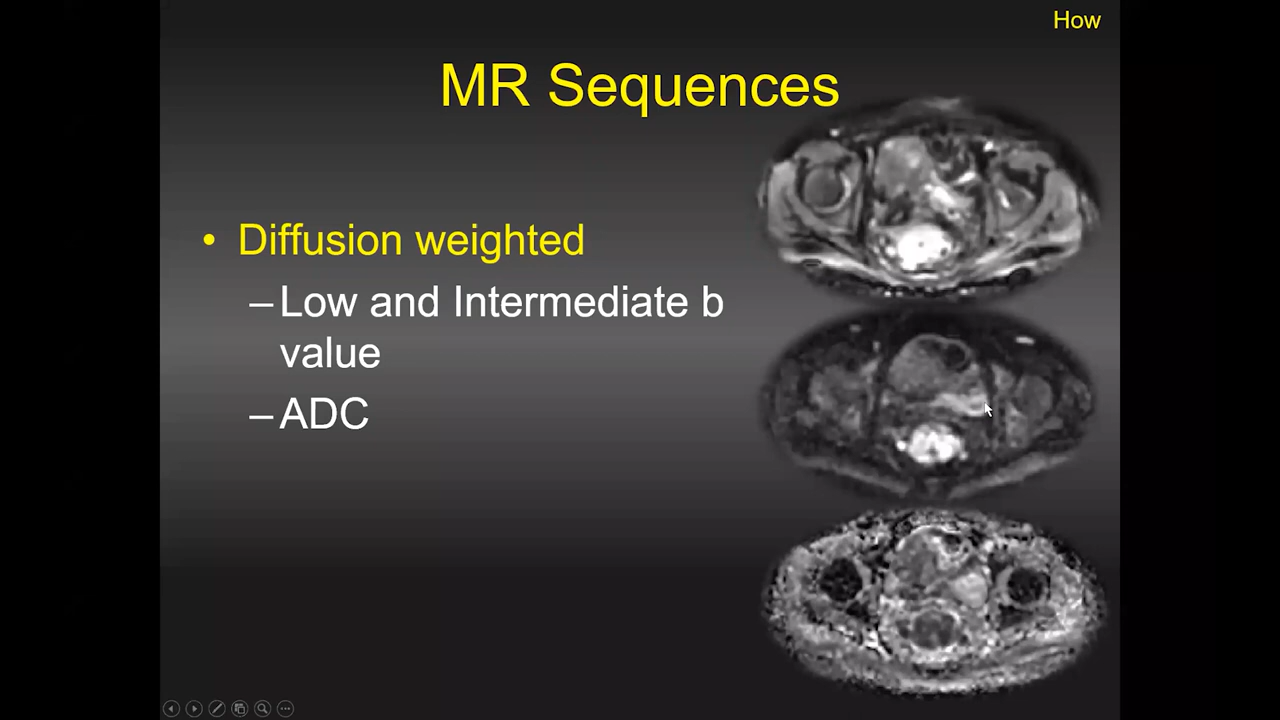 How
MR Sequences
• Diffusion weighted
–Low and Intermediate b
value
–ADC